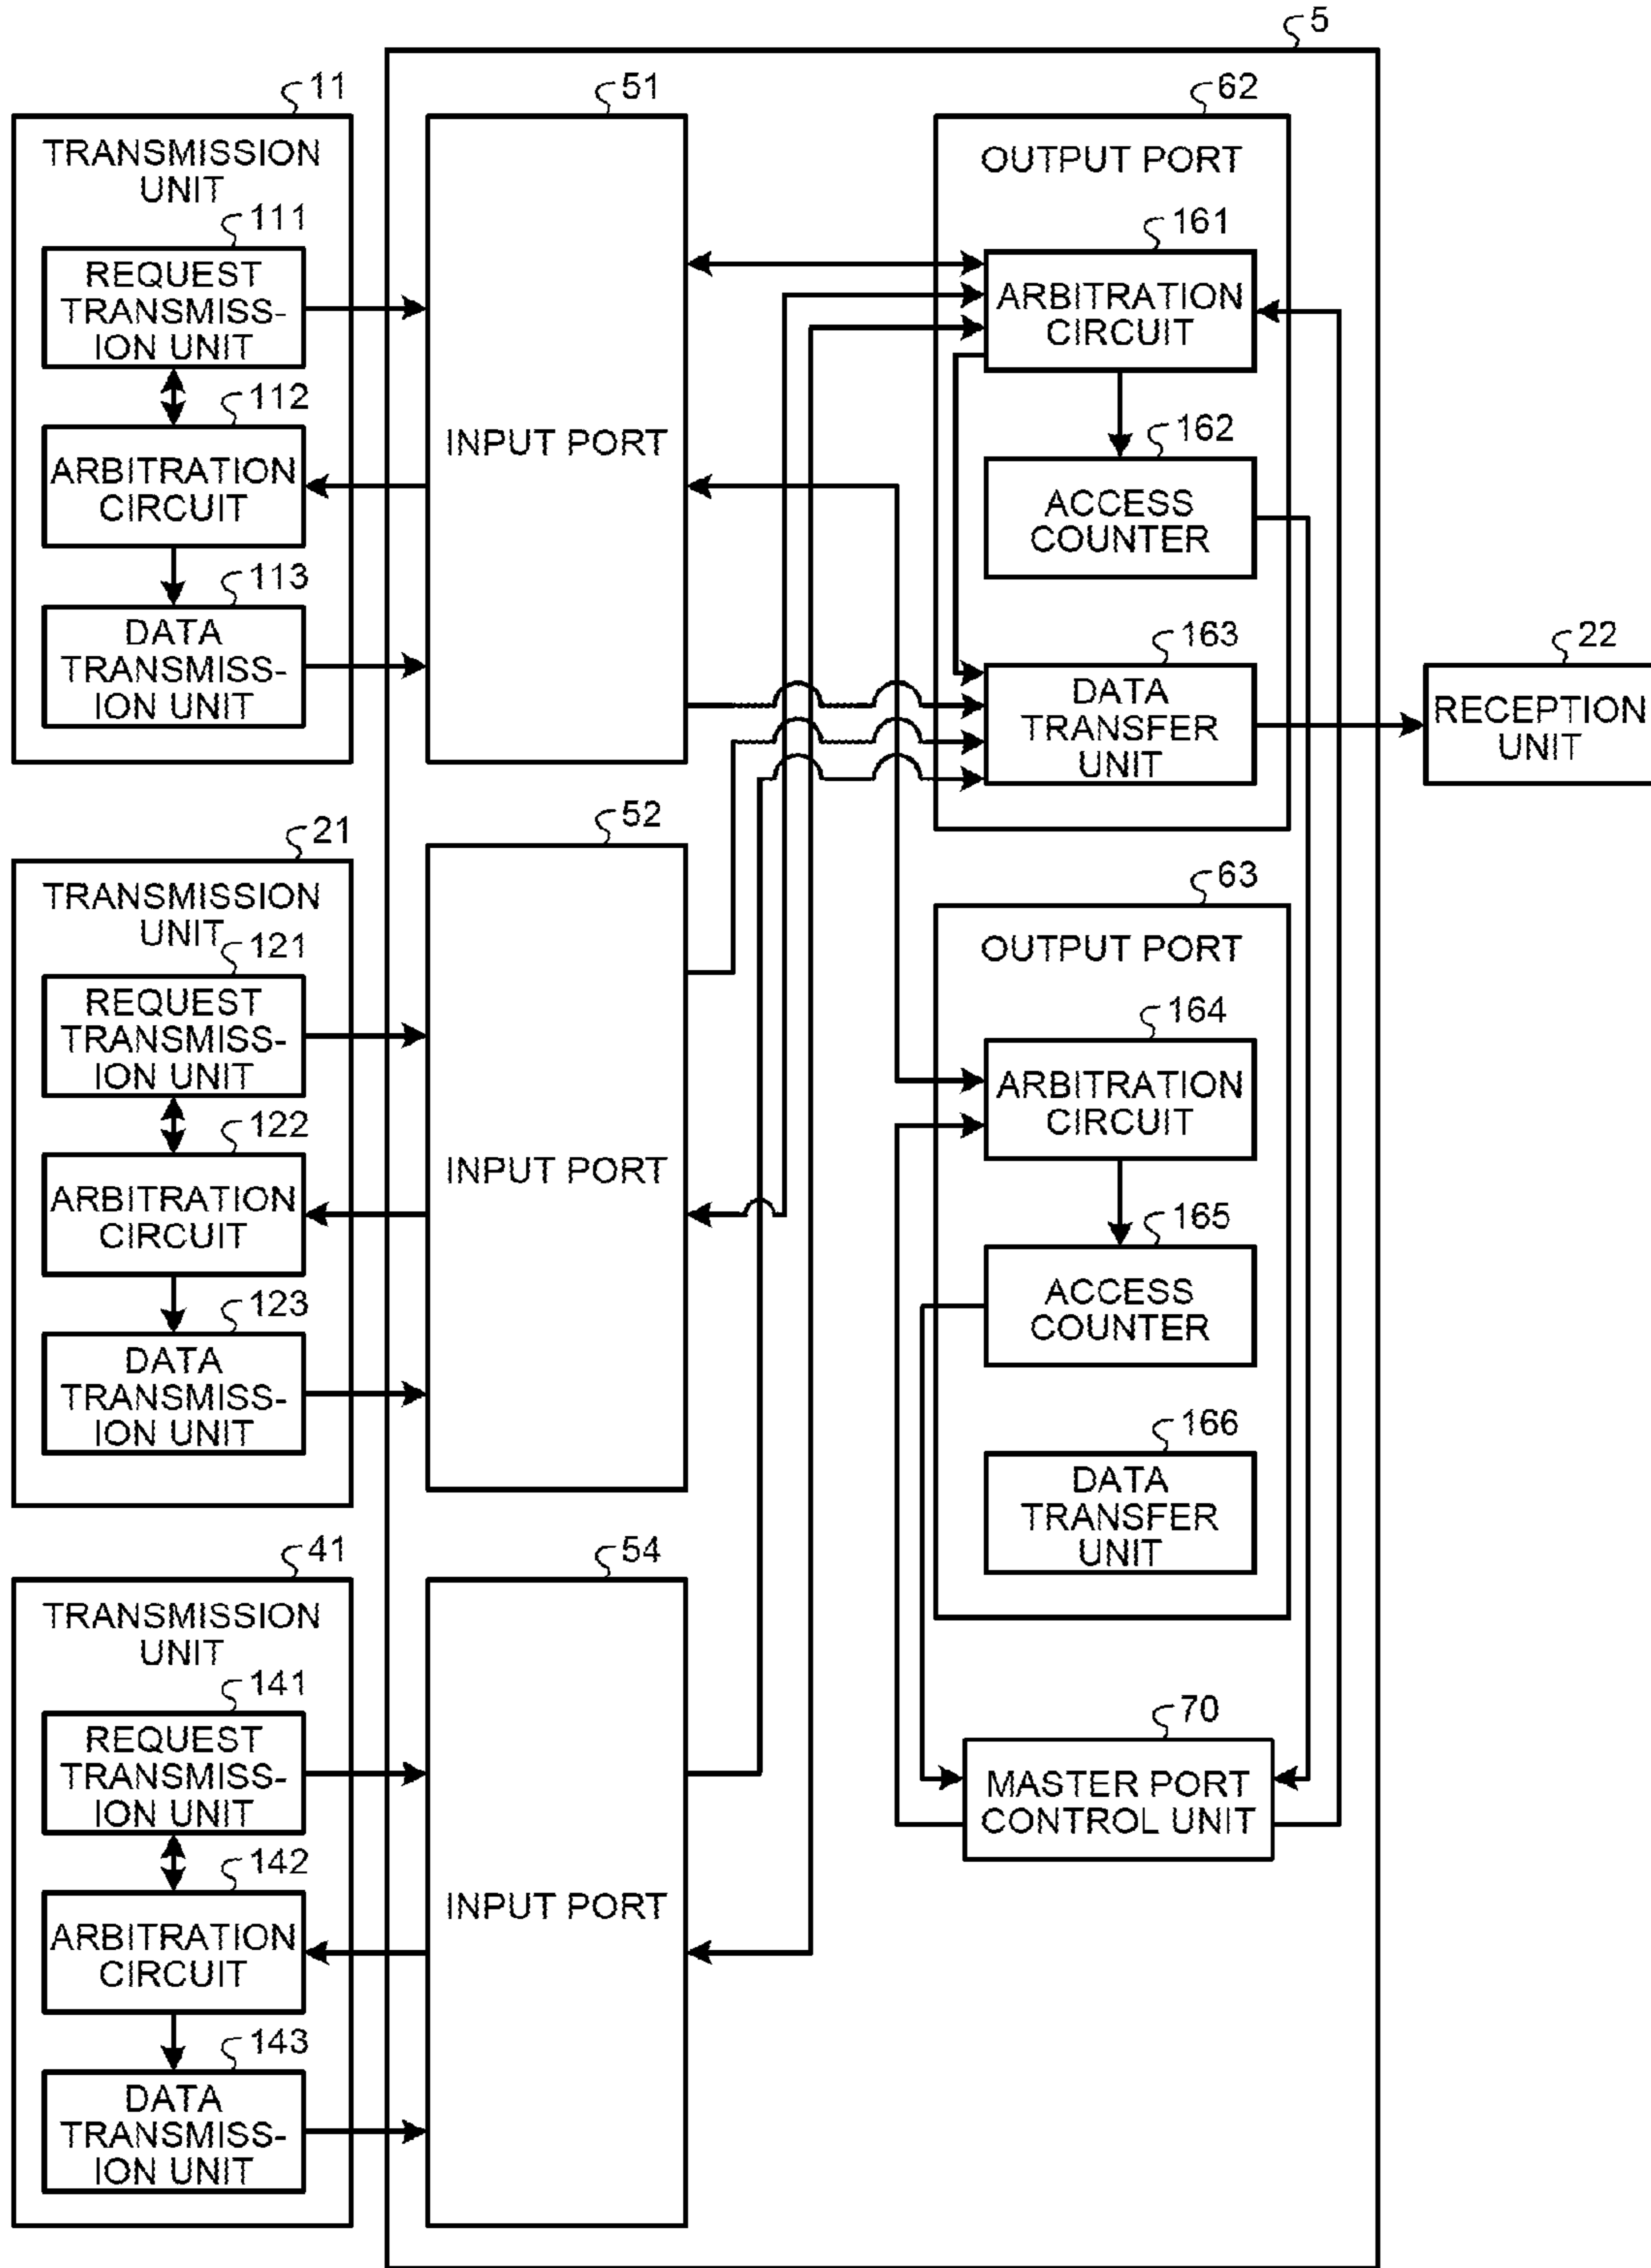 5
11
TRANSMISSION
UNIT
111
REQUEST
TRANSMISS-
ION UNIT
112
ARBITRATION
CIRCUIT
113
DATA
TRANSMISS-
ION UNIT
51
INPUT PORT
62
OUTPUT PORT
161
ARBITRATION
CIRCUIT
162
ACCESS
COUNTER
163
DATA
TRANSFER
UNIT
22
RECEPTION
UNIT
21
TRANSMISSION
UNIT
121
REQUEST
TRANSMISS-
ION UNIT
122
ARBITRATION
CIRCUIT
123
DATA
TRANSMISS-
ION UNIT
52
INPUT PORT
63
OUTPUT PORT
164
ARBITRATION
CIRCUIT
165
ACCESS
COUNTER
166
DATA
TRANSFER
UNIT
41
TRANSMISSION
UNIT
141
REQUEST
TRANSMISS-
ION UNIT
142
ARBITRATION
CIRCUIT
143
DATA
TRANSMISS-
ION UNIT
54
INPUT PORT
70
MASTER PORT
CONTROL UNIT